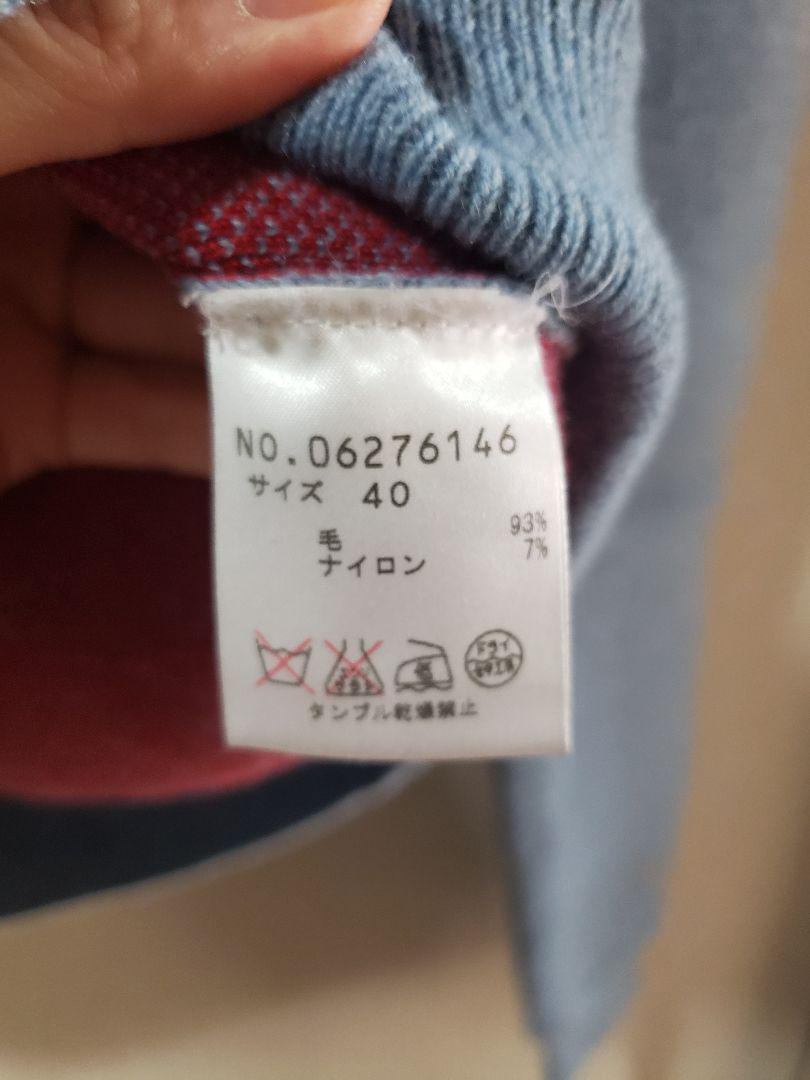 NO.06276146
サイズ 40
毛 93%
ナイロン 7%
ドライ
タンブル乾燥禁止